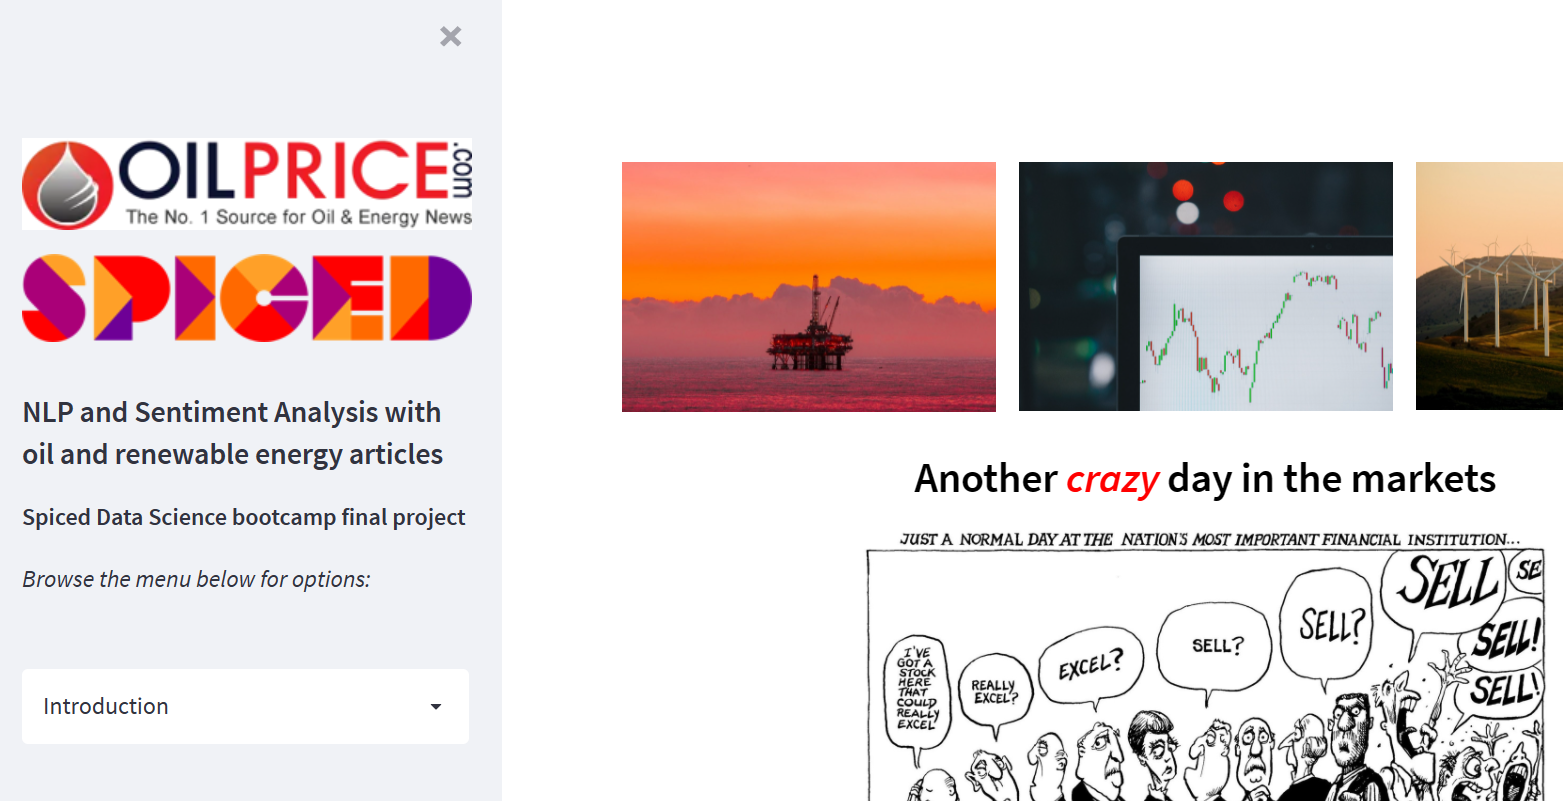 OILPRICE.com
The No. 1 Source for Oil & Energy News
SPICED
NLP and Sentiment Analysis with
oil and renewable energy articles
Spiced Data Science bootcamp final project
Browse the menu below for options:
Introduction
Another crazy day in the markets
JUST A NORMAL DAY AT THE NATION'S MOST IMPORTANT FINANCIAL INSTITUTION...
I'VE
GOT A
STOCK
HERE
THAT
COULD
REALLY
EXCEL
REALLY
EXCEL?
EXCEL?
SELL?
SELL?
SELL
SE
SELL!
SELL!